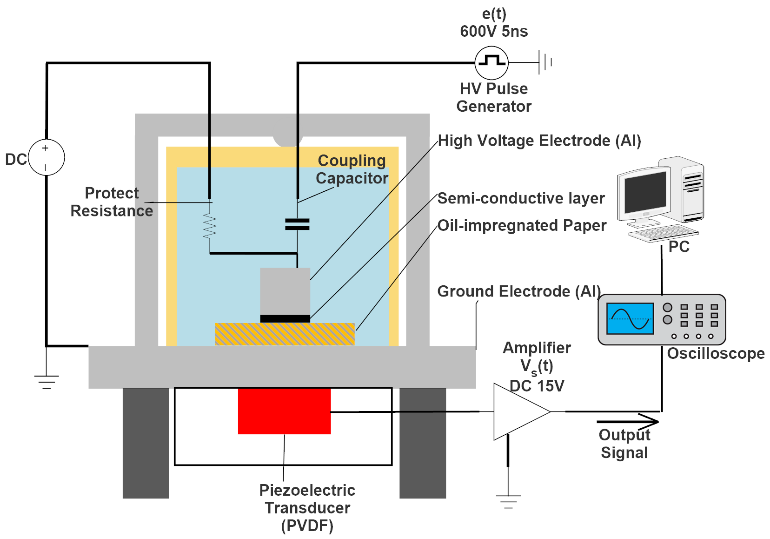 e(t)
600V 5ns
HV Pulse
Generator
DC
+
-
High Voltage Electrode (Al)
Coupling
Capacitor
Protect
Resistance
Semi-conductive layer
Oil-impregnated Paper
PC
Ground Electrode (Al)
Oscilloscope
Amplifier
Vs(t)
DC 15V
Output
Signal
Piezoelectric
Transducer
(PVDF)